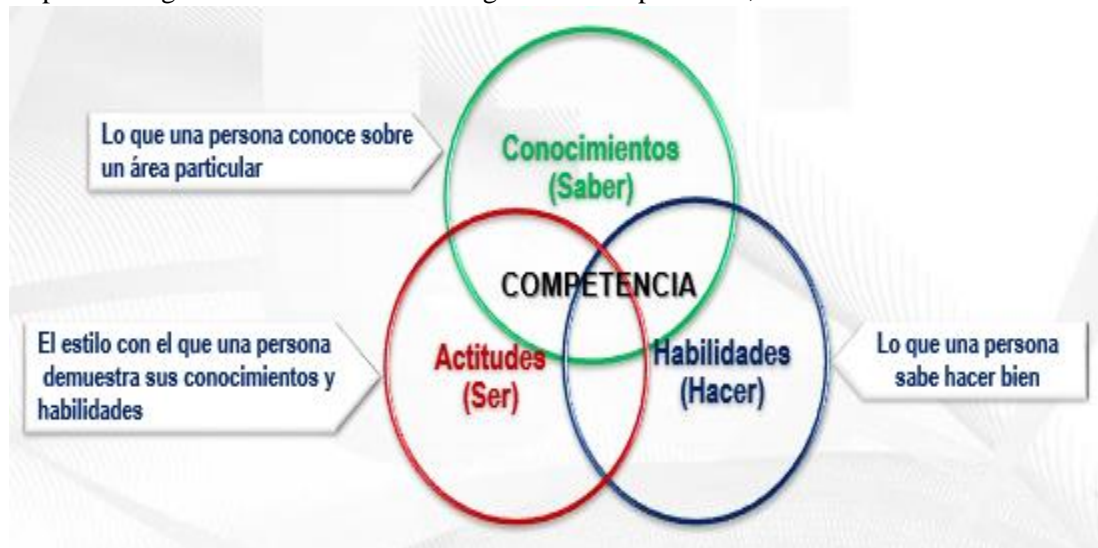 Lo que una persona conoce sobre
un área particular
Conocimientos
(Saber)
COMPETENCIA
El estilo con el que una persona
demuestra sus conocimientos y
habilidades
Actitudes
(Ser)
Habilidades
(Hacer)
Lo que una persona
sabe hacer bien